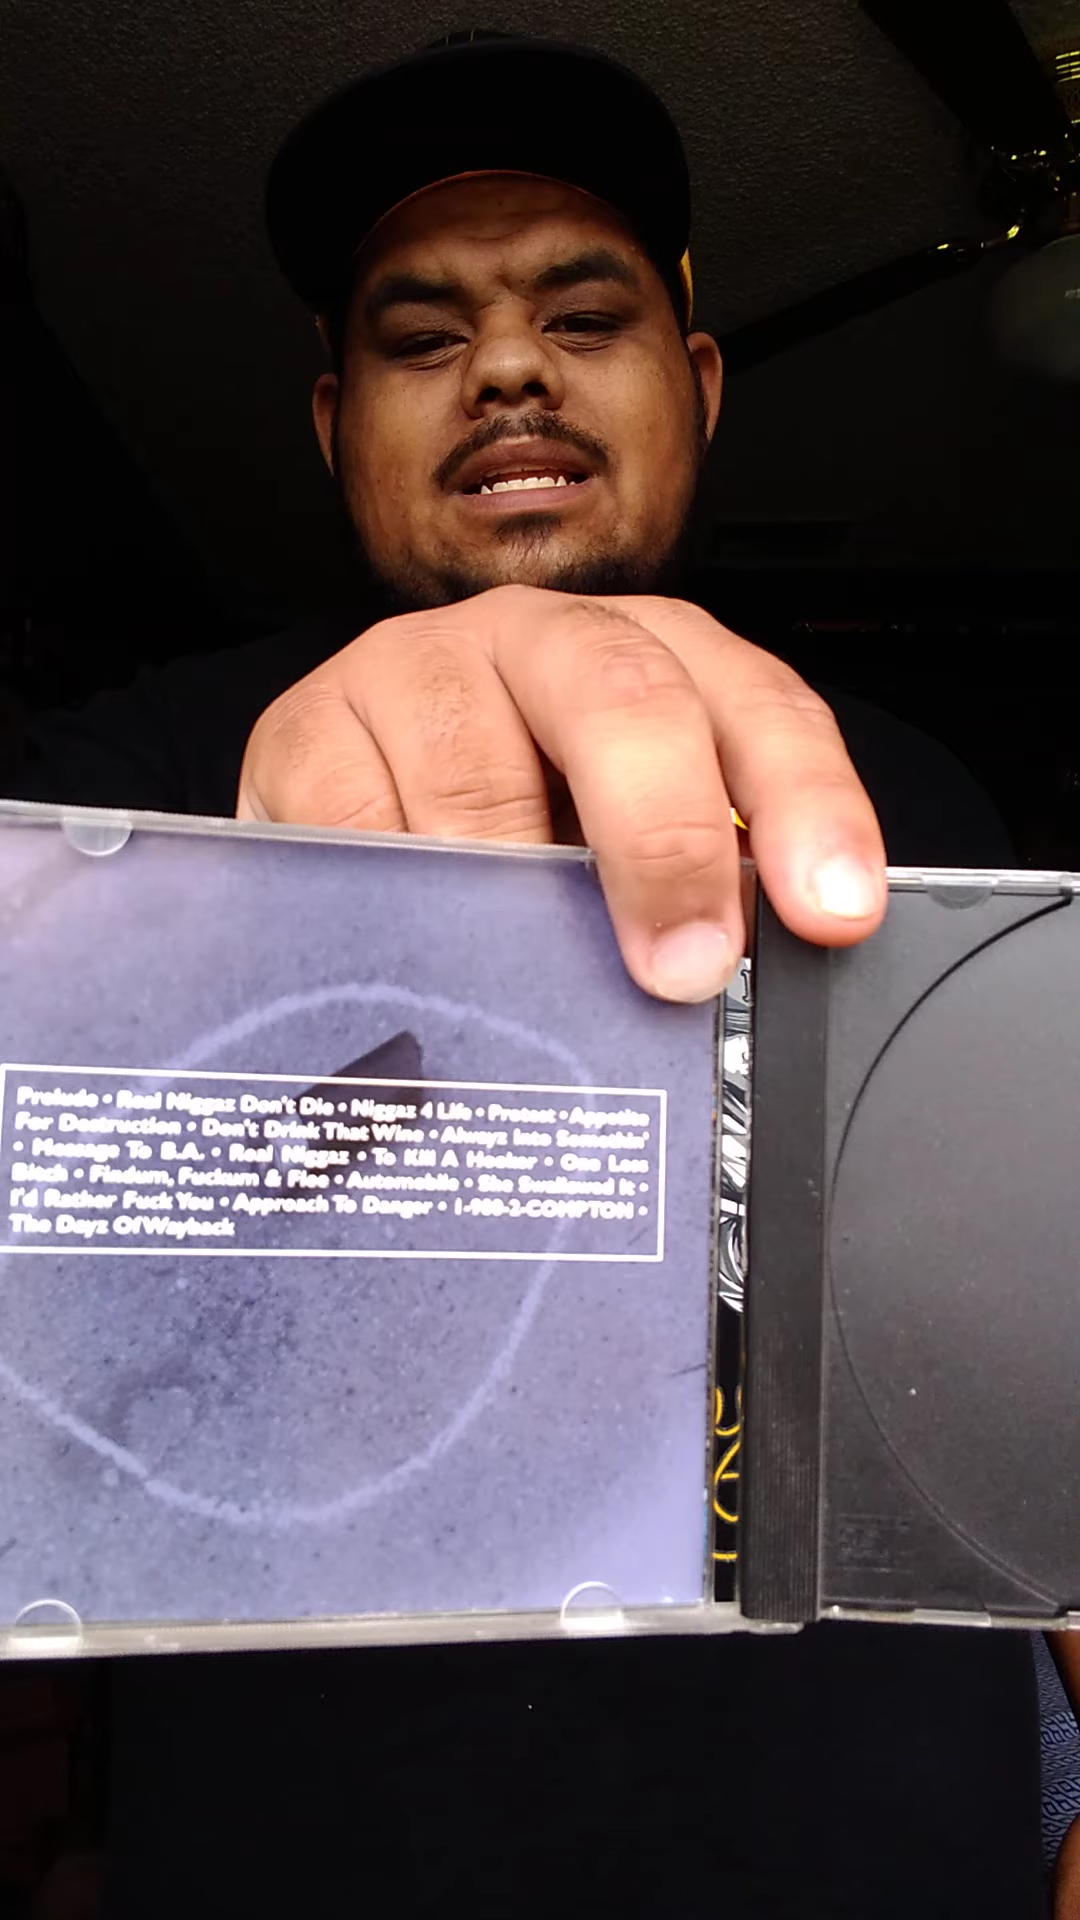 Prelude • Real Niggaz Don't Die • Niggaz 4 Life • Protest • Appetite
For Destruction • Don't Drink That Wine • Alwayz Into Somethin'
• Message To B.A. • Real Niggaz • To Kill A Hooker • One Less
Bitch • Findum, Fuckum & Flee • Automobile • She Swallowed It •
I'd Rather Fuck You • Approach To Danger • 1-900-2-COMPTON •
The Dayz Of Wayback